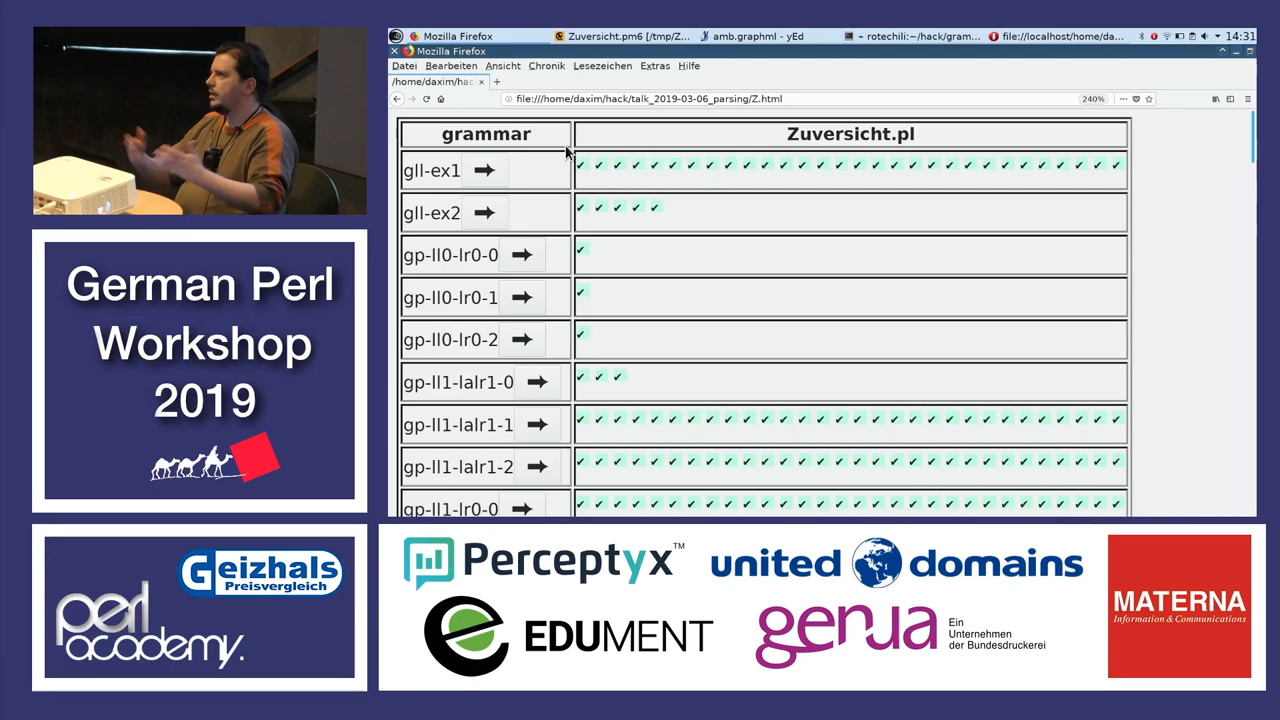 Mozilla Firefox
Zuversicht.pm6 [/tmp/Z...
amb.graphml - yEd
~ rotechili:~/hack/gram...
file://localhost/home/da...
14:31
Mozilla Firefox
Datei Bearbeiten Ansicht Chronik Lesezeichen Extras Hilfe
/home/daxim/hac
file:///home/daxim/hack/talk_2019-03-06_parsing/Z.html
240%
grammar
Zuversicht.pl
gll-ex1
gll-ex2
gp-ll0-lr0-0
gp-ll0-lr0-1
gp-ll0-lr0-2
gp-ll1-lalr1-0
gp-ll1-lalr1-1
gp-ll1-lalr1-2
gp-ll1-lr0-0
German Perl
Workshop
2019
Geizhals
Preisvergleich
perl
academy.
Perceptyx™
united domains
EDUMENT
genua
Ein
Unternehmen
der Bundesdruckerei
MATERNA
Information & Communications